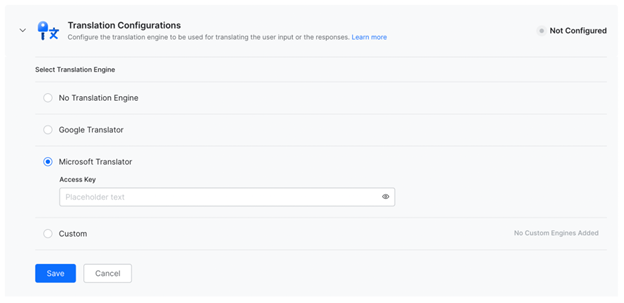 Translation Configurations
Configure the translation engine to be used for translating the user input or the responses. Learn more
Not Configured
Select Translation Engine
No Translation Engine
Google Translator
Microsoft Translator
Access Key
Placeholder text
Custom
No Custom Engines Added
Save
Cancel